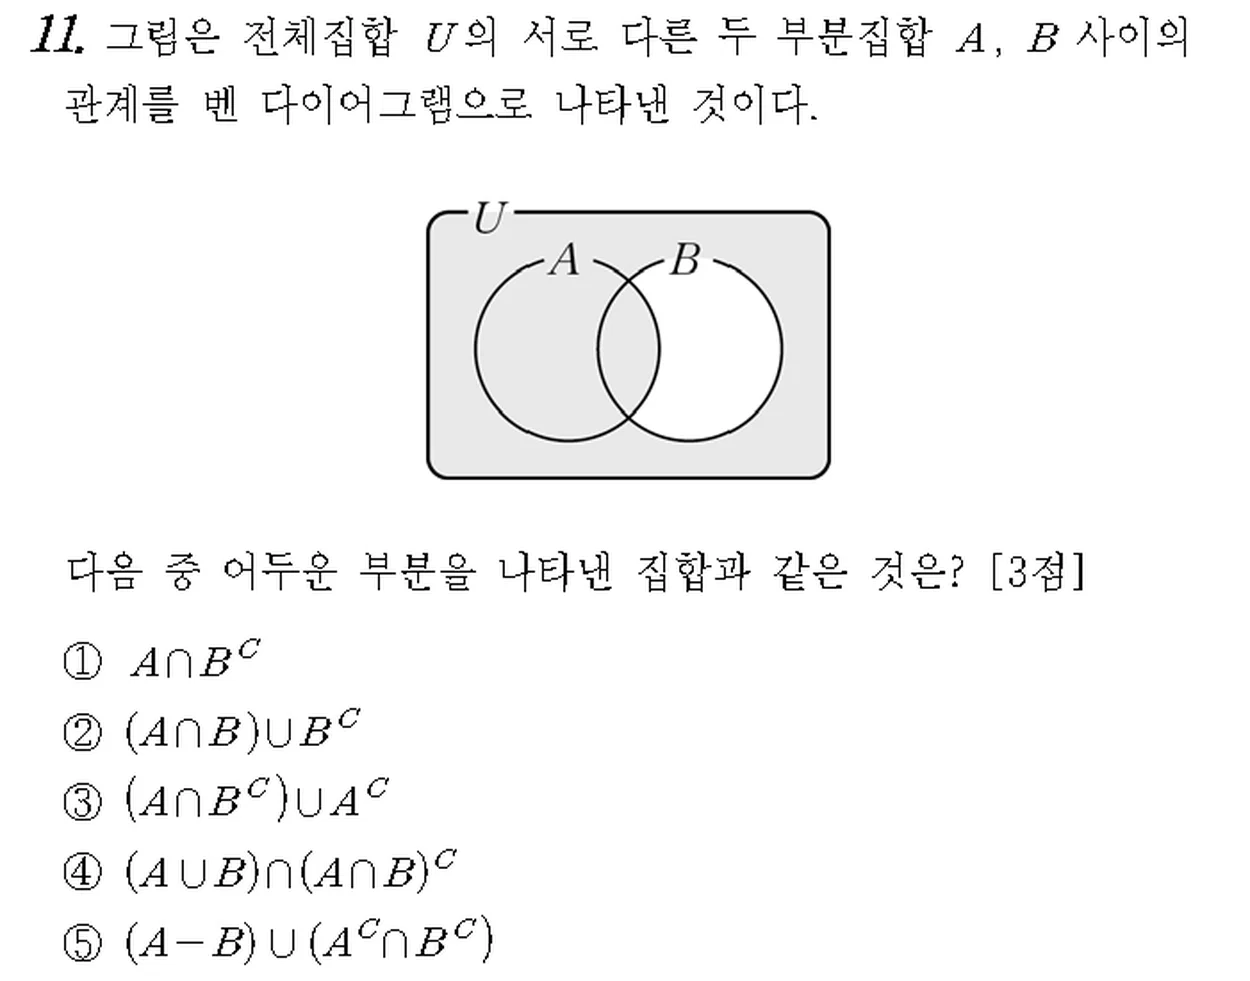 11. 그림은 전체집합 U의 서로 다른 두 부분집합 A, B 사이의
관계를 벤 다이어그램으로 나타낸 것이다.
U
A B
다음 중 어두운 부분을 나타낸 집합과 같은 것은? [3점]
① A∩B^C
② (A∩B)∪B^C
③ (A∩B^C)∪A^C
④ (A∪B)∩(A∩B)^C
⑤ (A-B)∪(A^C∩B^C)